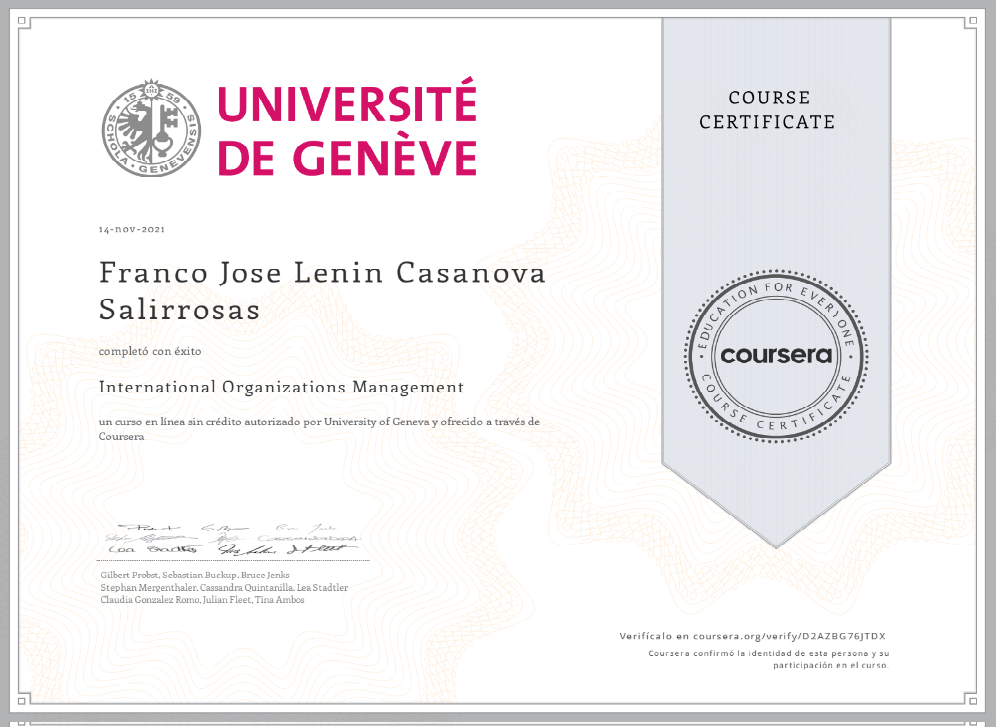 UNIVERSITÉ
DE GENÈVE
SCHOLA · GENEVENSIS
15 59
IHS
COURSE
CERTIFICATE
14-nov-2021
Franco Jose Lenin Casanova
Salirrosas
completó con éxito
International Organizations Management
un curso en línea sin crédito autorizado por University of Geneva y ofrecido a través de
Coursera
EDUCATION FOR EVERYONE
coursera
COURSE CERTIFICATE
Lea Stadtler
Gilbert Probst, Sebastian Buckup, Bruce Jenks
Stephan Mergenthaler, Cassandra Quintanilla, Lea Stadtler
Claudia Gonzalez Romo, Julian Fleet, Tina Ambos
Verifícalo en coursera.org/verify/D2AZBG76JTDX
Coursera confirmó la identidad de esta persona y su
participación en el curso.